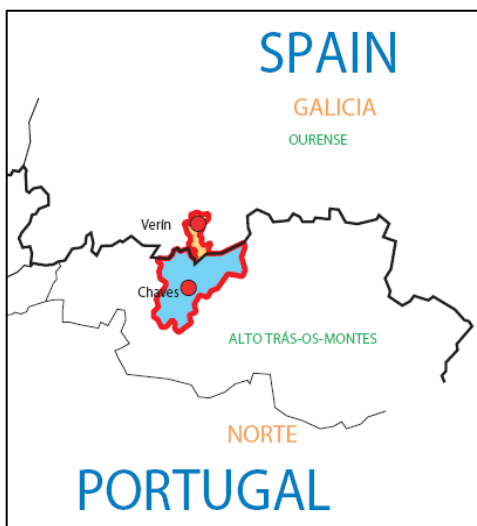 SPAIN
GALICIA
OURENSE
Verín
Chaves
ALTO TRÁS-OS-MONTES
NORTE
PORTUGAL